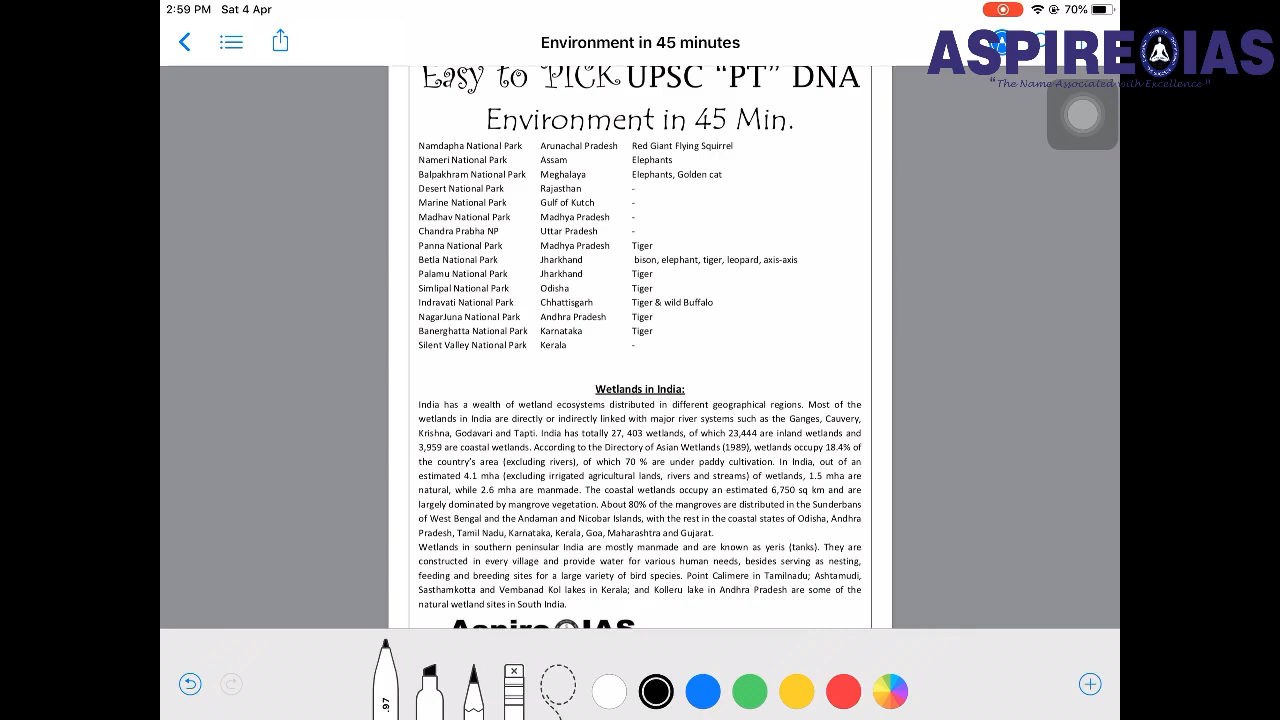 2:59 PM Sat 4 Apr
70%
Environment in 45 minutes
ASPIRE IAS
"The Name Associated with Excellence"
Easy to PICK UPSC “PT” DNA
Environment in 45 Min.
Namdapha National Park Arunachal Pradesh Red Giant Flying Squirrel
Nameri National Park Assam Elephants
Balpakhram National Park Meghalaya Elephants, Golden cat
Desert National Park Rajasthan -
Marine National Park Gulf of Kutch -
Madhav National Park Madhya Pradesh -
Chandra Prabha NP Uttar Pradesh -
Panna National Park Madhya Pradesh Tiger
Betla National Park Jharkhand bison, elephant, tiger, leopard, axis-axis
Palamu National Park Jharkhand Tiger
Simlipal National Park Odisha Tiger
Indravati National Park Chhattisgarh Tiger & wild Buffalo
NagarJuna National Park Andhra Pradesh Tiger
Banerghatta National Park Karnataka Tiger
Silent Valley National Park Kerala -
Wetlands in India:
India has a wealth of wetland ecosystems distributed in different geographical regions. Most of the
wetlands in India are directly or indirectly linked with major river systems such as the Ganges, Cauvery,
Krishna, Godavari and Tapti. India has totally 27, 403 wetlands, of which 23,444 are inland wetlands and
3,959 are coastal wetlands. According to the Directory of Asian Wetlands (1989), wetlands occupy 18.4% of
the country’s area (excluding rivers), of which 70 % are under paddy cultivation. In India, out of an
estimated 4.1 mha (excluding irrigated agricultural lands, rivers and streams) of wetlands, 1.5 mha are
natural, while 2.6 mha are manmade. The coastal wetlands occupy an estimated 6,750 sq km and are
largely dominated by mangrove vegetation. About 80% of the mangroves are distributed in the Sunderbans
of West Bengal and the Andaman and Nicobar Islands, with the rest in the coastal states of Odisha, Andhra
Pradesh, Tamil Nadu, Karnataka, Kerala, Goa, Maharashtra and Gujarat.
Wetlands in southern peninsular India are mostly manmade and are known as yeris (tanks). They are
constructed in every village and provide water for various human needs, besides serving as nesting,
feeding and breeding sites for a large variety of bird species. Point Calimere in Tamilnadu; Ashtamudi,
Sasthamkotta and Vembanad Kol lakes in Kerala; and Kolleru lake in Andhra Pradesh are some of the
natural wetland sites in South India.
Aspire IAS
.97